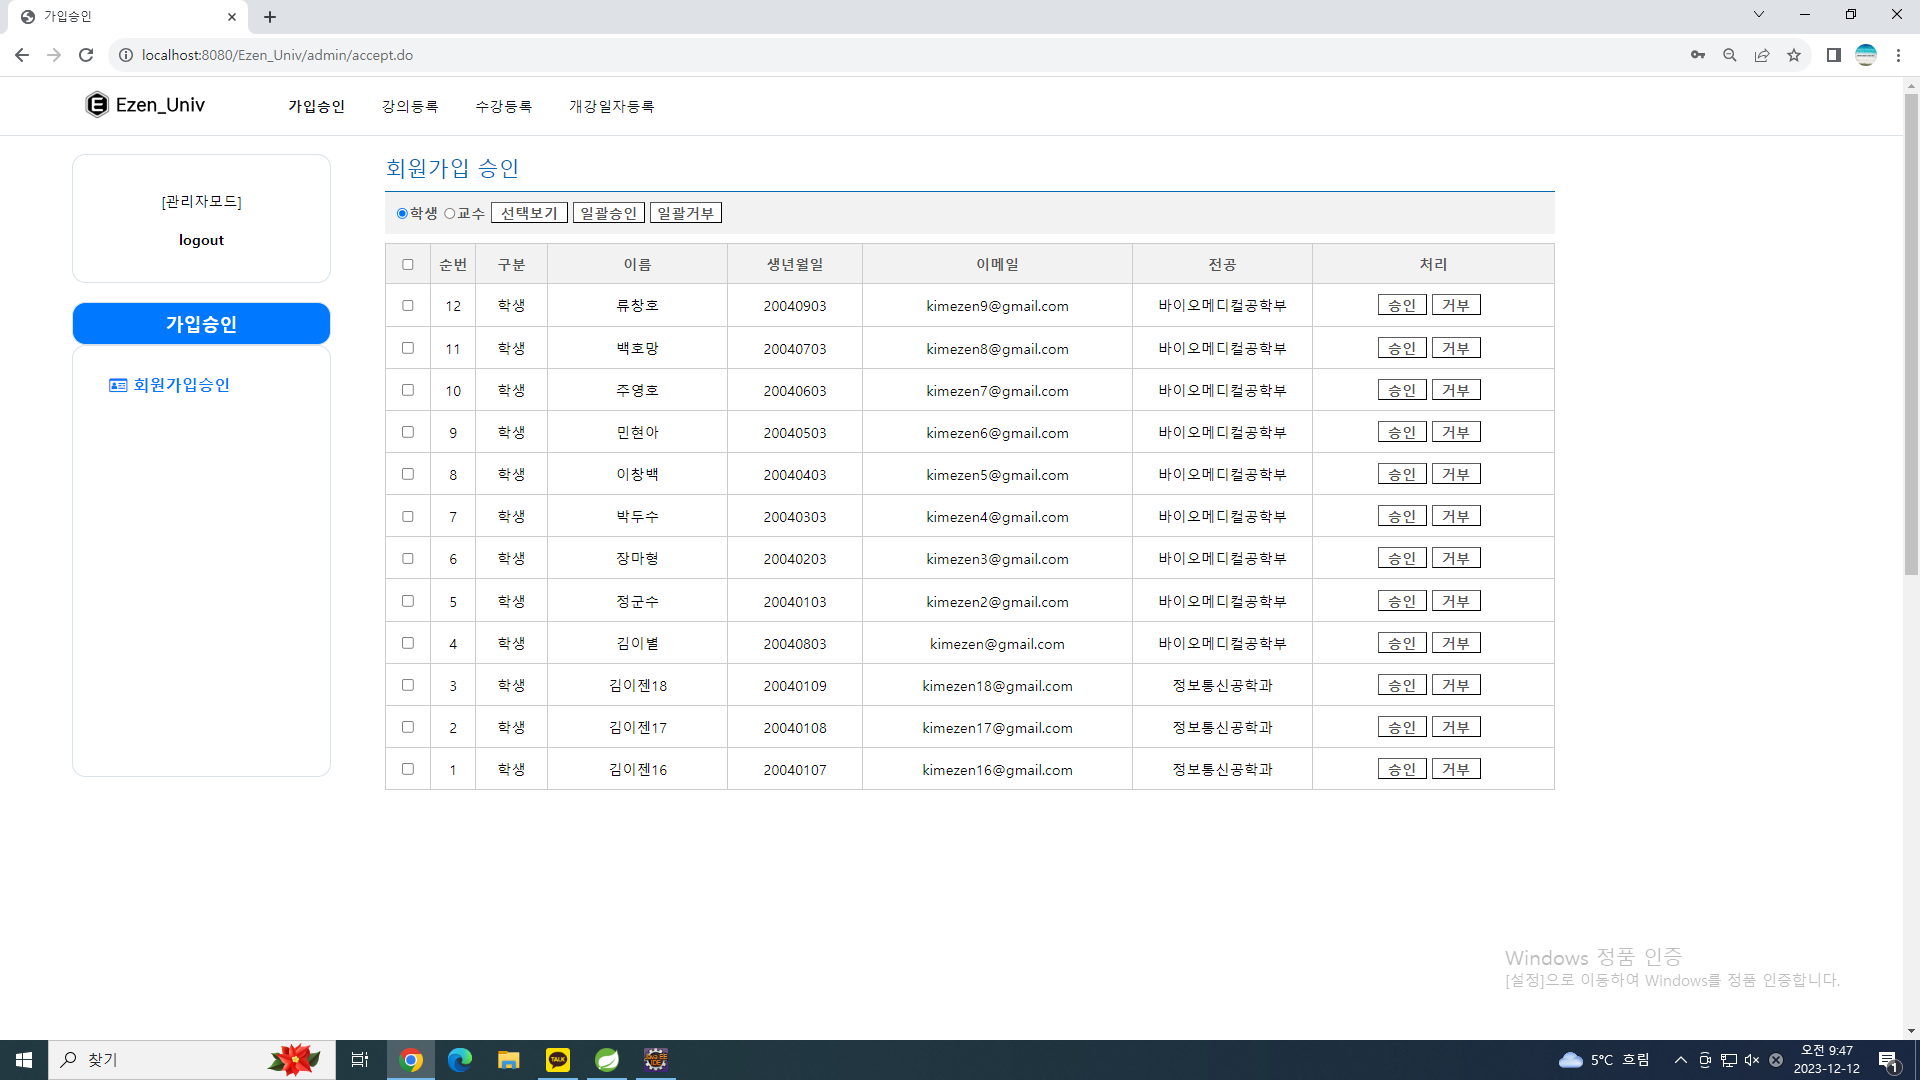 가입승인
localhost:8080/Ezen_Univ/admin/accept.do
Ezen_Univ 가입승인 강의등록 수강등록 개강일자등록
[관리자모드]
logout
가입승인
회원가입승인
회원가입 승인
학생 교수 선택보기 일괄승인 일괄거부
순번 구분 이름 생년월일 이메일 전공 처리
12 학생 류창호 20040903 kimezen9@gmail.com 바이오메디컬공학부 승인 거부
11 학생 백호망 20040703 kimezen8@gmail.com 바이오메디컬공학부 승인 거부
10 학생 주영호 20040603 kimezen7@gmail.com 바이오메디컬공학부 승인 거부
9 학생 민현아 20040503 kimezen6@gmail.com 바이오메디컬공학부 승인 거부
8 학생 이창백 20040403 kimezen5@gmail.com 바이오메디컬공학부 승인 거부
7 학생 박두수 20040303 kimezen4@gmail.com 바이오메디컬공학부 승인 거부
6 학생 장마형 20040203 kimezen3@gmail.com 바이오메디컬공학부 승인 거부
5 학생 정군수 20040103 kimezen2@gmail.com 바이오메디컬공학부 승인 거부
4 학생 김이별 20040803 kimezen@gmail.com 바이오메디컬공학부 승인 거부
3 학생 김이젠18 20040109 kimezen18@gmail.com 정보통신공학과 승인 거부
2 학생 김이젠17 20040108 kimezen17@gmail.com 정보통신공학과 승인 거부
1 학생 김이젠16 20040107 kimezen16@gmail.com 정보통신공학과 승인 거부
Windows 정품 인증
[설정]으로 이동하여 Windows를 정품 인증합니다.
찾기
TALK
Java EE
IDE
5°C 흐림
오전 9:47
2023-12-12
1